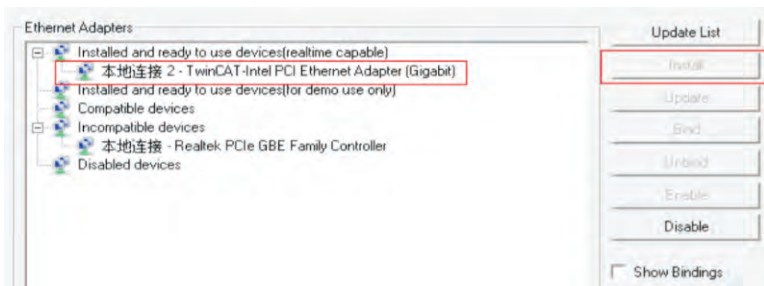 Ethernet Adapters
Installed and ready to use devices(realtime capable)
本地连接 2 - TwinCAT-Intel PCI Ethernet Adapter (Gigabit)
Installed and ready to use devices(for demo use only)
Compatible devices
Incompatible devices
本地连接 - Realtek PCIe GBE Family Controller
Disabled devices
Update List
Install
Update
Bind
Unbind
Enable
Disable
Show Bindings